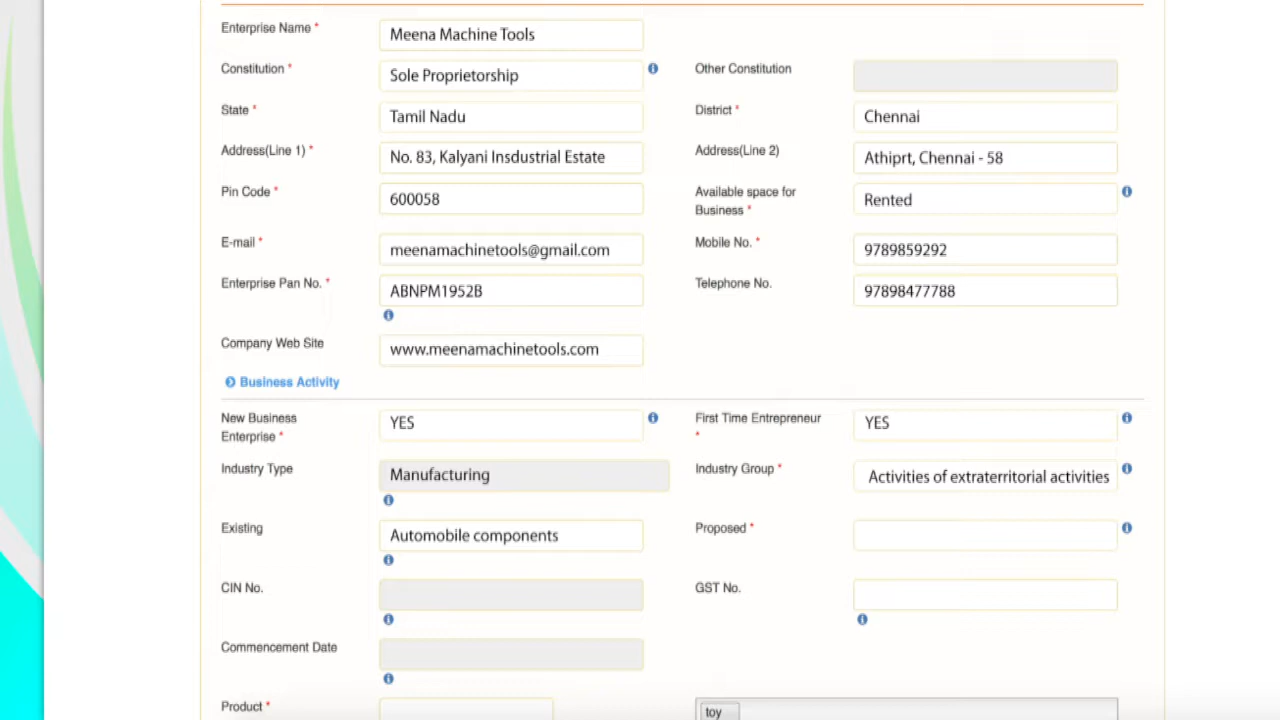 Enterprise Name *
Meena Machine Tools
Constitution *
Sole Proprietorship
Other Constitution
State *
Tamil Nadu
District *
Chennai
Address(Line 1) *
No. 83, Kalyani Insdustrial Estate
Address(Line 2)
Athiprt, Chennai - 58
Pin Code *
600058
Available space for
Business *
Rented
E-mail *
meenamachinetools@gmail.com
Mobile No. *
9789859292
Enterprise Pan No. *
ABNPM1952B
Telephone No.
97898477788
Company Web Site
www.meenamachinetools.com
Business Activity
New Business
Enterprise *
YES
First Time Entrepreneur
*
YES
Industry Type
Manufacturing
Industry Group *
Activities of extraterritorial activities
Existing
Automobile components
Proposed *
CIN No.
GST No.
Commencement Date
Product *
toy